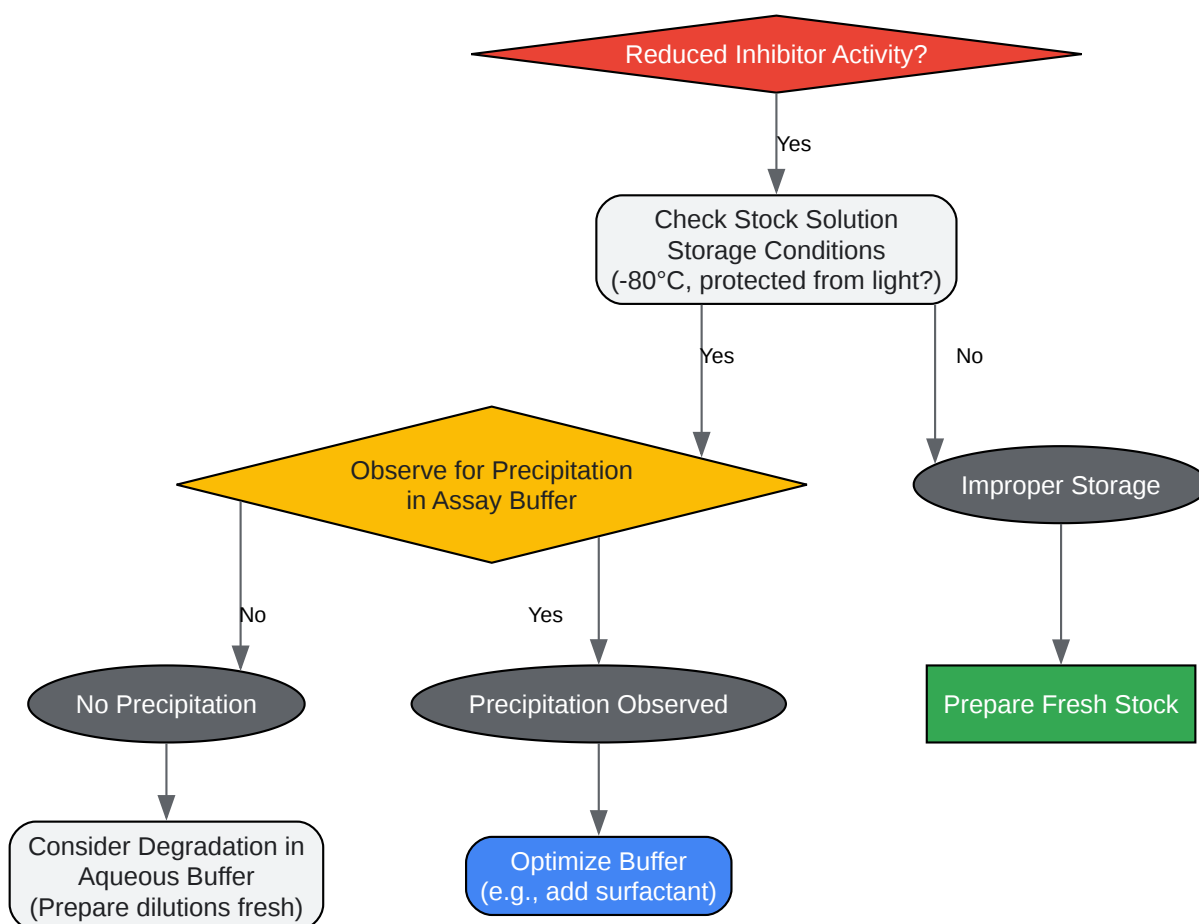 Reduced Inhibitor Activity?
Yes
Check Stock Solution
Storage Conditions
(-80°C, protected from light?)
Yes
No
Observe for Precipitation
in Assay Buffer
Improper Storage
No
Yes
No Precipitation
Precipitation Observed
Prepare Fresh Stock
Consider Degradation in
Aqueous Buffer
(Prepare dilutions fresh)
Optimize Buffer
(e.g., add surfactant)